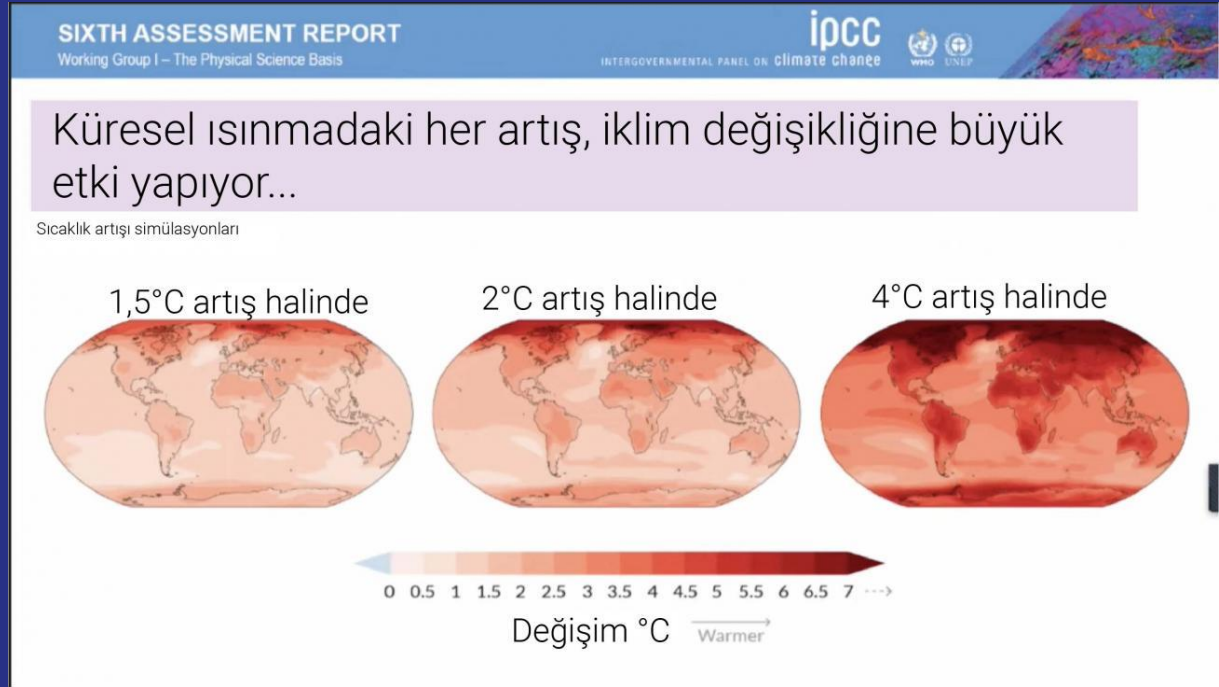 SIXTH ASSESSMENT REPORT
Working Group I – The Physical Science Basis
ipcc
INTERGOVERNMENTAL PANEL ON climate change
WMO UNEP
Küresel ısınmadaki her artış, iklim değişikliğine büyük
etki yapıyor...
Sıcaklık artışı simülasyonları
1,5°C artış halinde
2°C artış halinde
4°C artış halinde
0 0.5 1 1.5 2 2.5 3 3.5 4 4.5 5 5.5 6 6.5 7
Değişim °C
Warmer